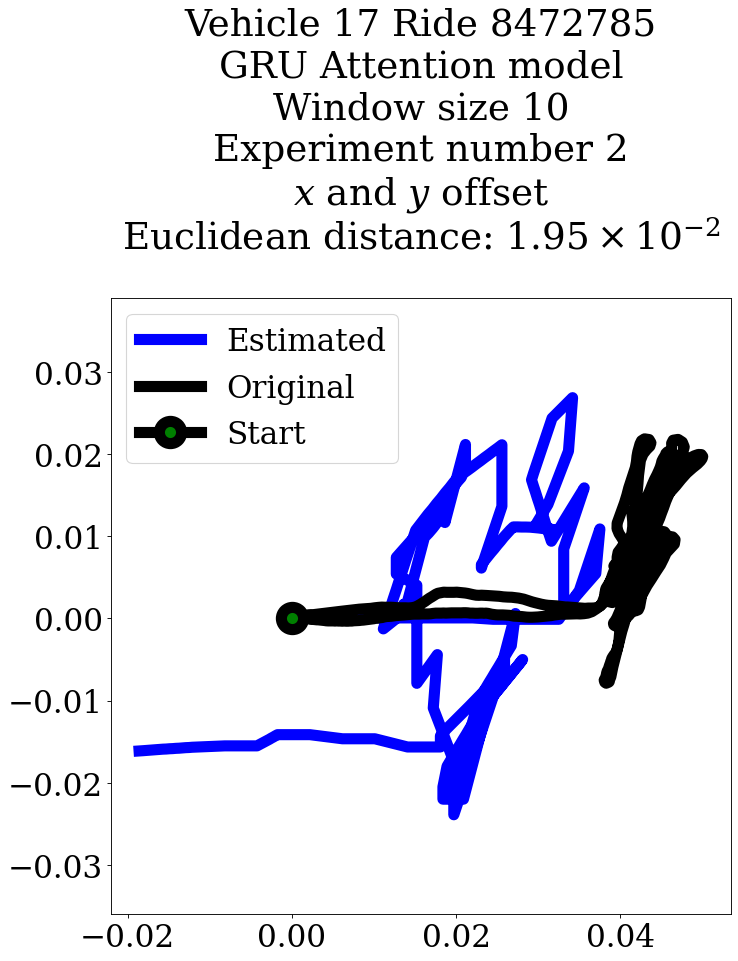 Vehicle 17 Ride 8472785
GRU Attention model
Window size 10
Experiment number 2
x and y offset
Euclidean distance: 1.95 × 10⁻²
Estimated
Original
Start
0.03
0.02
0.01
0.00
−0.01
−0.02
−0.03
−0.02 0.00 0.02 0.04